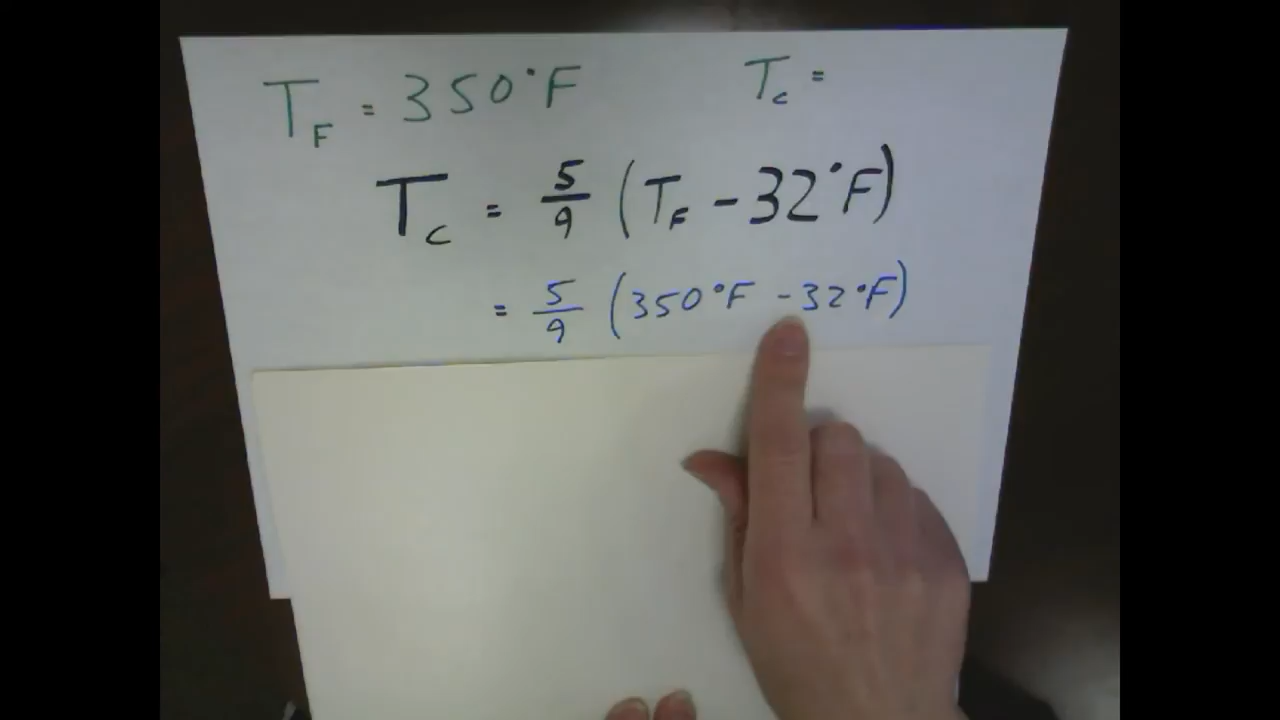 T_F = 350°F T_C =
T_C = 5/9 (T_F - 32°F)
= 5/9 (350°F - 32°F)